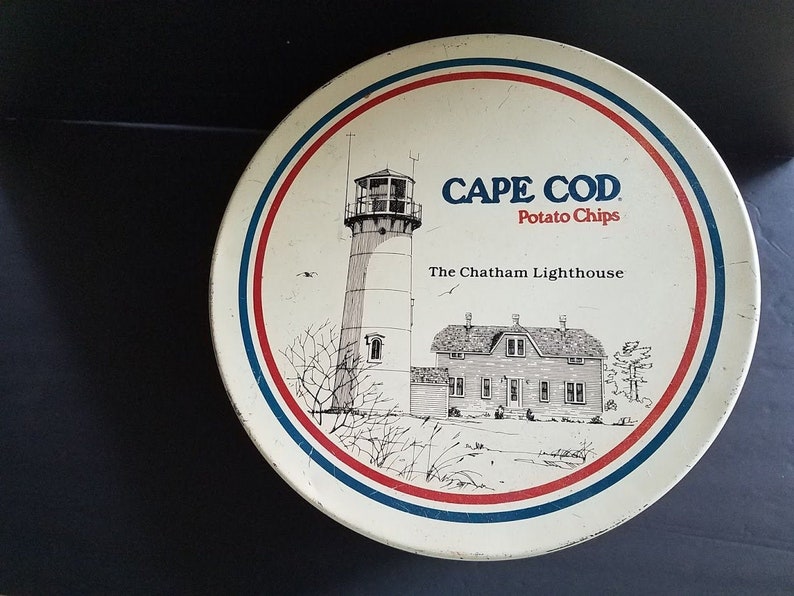 CAPE COD
Potato Chips
The Chatham Lighthouse